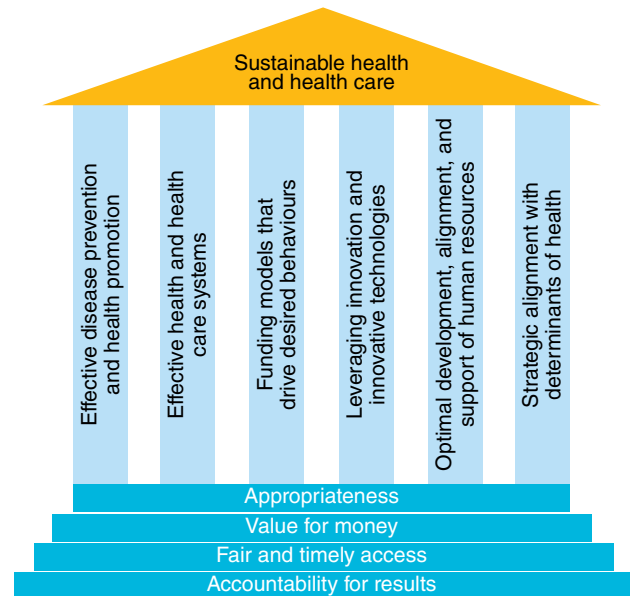 Sustainable health
and health care
Effective disease prevention
and health promotion
Effective health and health
care systems
Funding models that
drive desired behaviours
Leveraging innovation and
innovative technologies
Optimal development, alignment, and
support of human resources
Strategic alignment with
determinants of health
Appropriateness
Value for money
Fair and timely access
Accountability for results